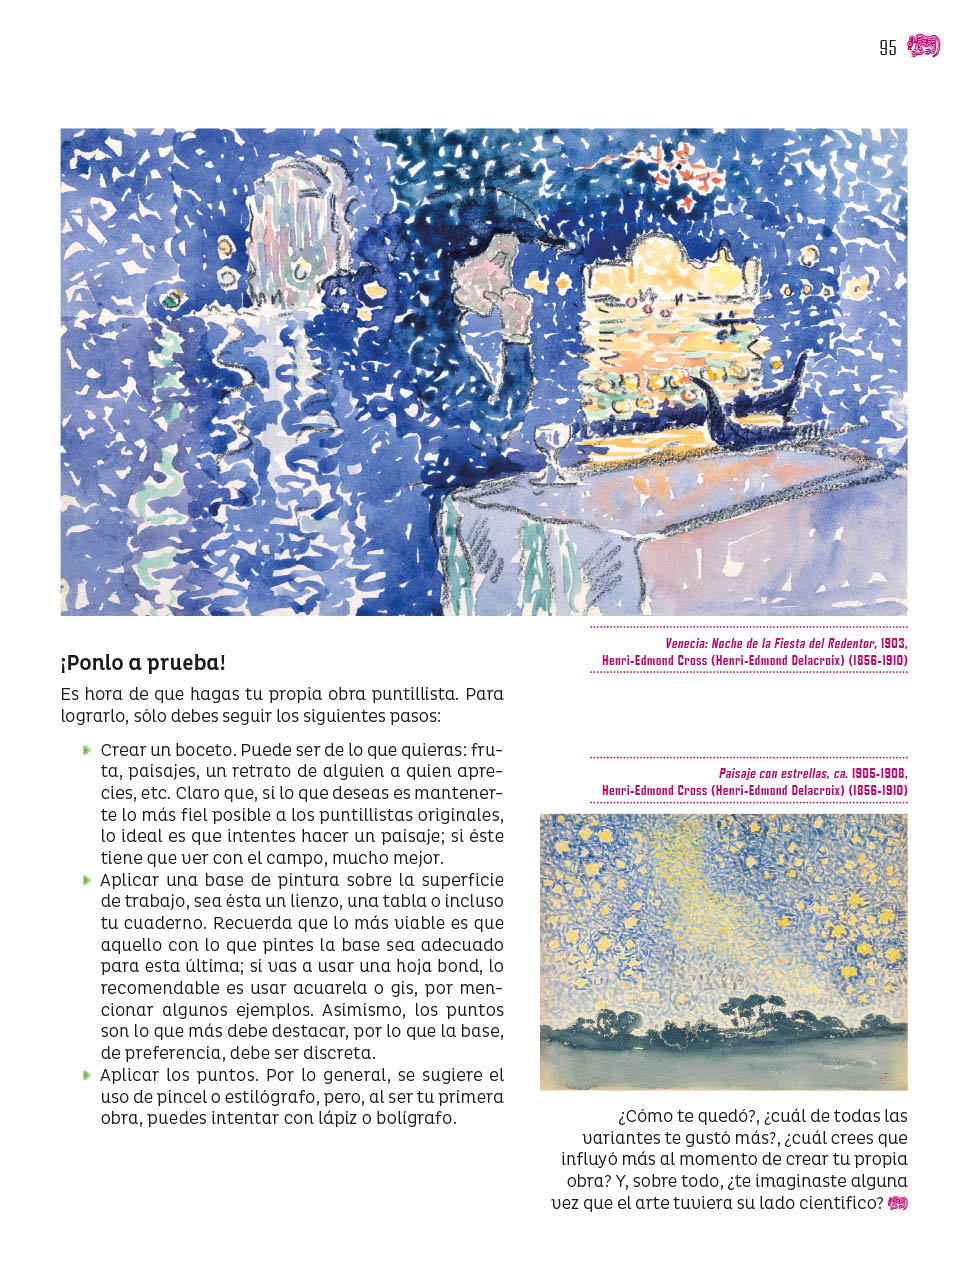 95
Venecia: Noche de la Fiesta del Redentor, 1903,
Henri-Edmond Cross (Henri-Edmond Delacroix) (1856-1910)
¡Ponlo a prueba!
Es hora de que hagas tu propia obra puntillista. Para
lograrlo, sólo debes seguir los siguientes pasos:
Crear un boceto. Puede ser de lo que quieras: fru-
ta, paisajes, un retrato de alguien a quien apre-
cies, etc. Claro que, si lo que deseas es mantener-
te lo más fiel posible a los puntillistas originales,
lo ideal es que intentes hacer un paisaje; si éste
tiene que ver con el campo, mucho mejor.
Aplicar una base de pintura sobre la superficie
de trabajo, sea ésta un lienzo, una tabla o incluso
tu cuaderno. Recuerda que lo más viable es que
aquello con lo que pintes la base sea adecuado
para esta última; si vas a usar una hoja bond, lo
recomendable es usar acuarela o gis, por men-
cionar algunos ejemplos. Asimismo, los puntos
son lo que más debe destacar, por lo que la base,
de preferencia, debe ser discreta.
Aplicar los puntos. Por lo general, se sugiere el
uso de pincel o estilógrafo, pero, al ser tu primera
obra, puedes intentar con lápiz o bolígrafo.
Paisaje con estrellas, ca. 1905-1908,
Henri-Edmond Cross (Henri-Edmond Delacroix) (1856-1910)
¿Cómo te quedó?, ¿cuál de todas las
variantes te gustó más?, ¿cuál crees que
influyó más al momento de crear tu propia
obra? Y, sobre todo, ¿te imaginaste alguna
vez que el arte tuviera su lado científico?